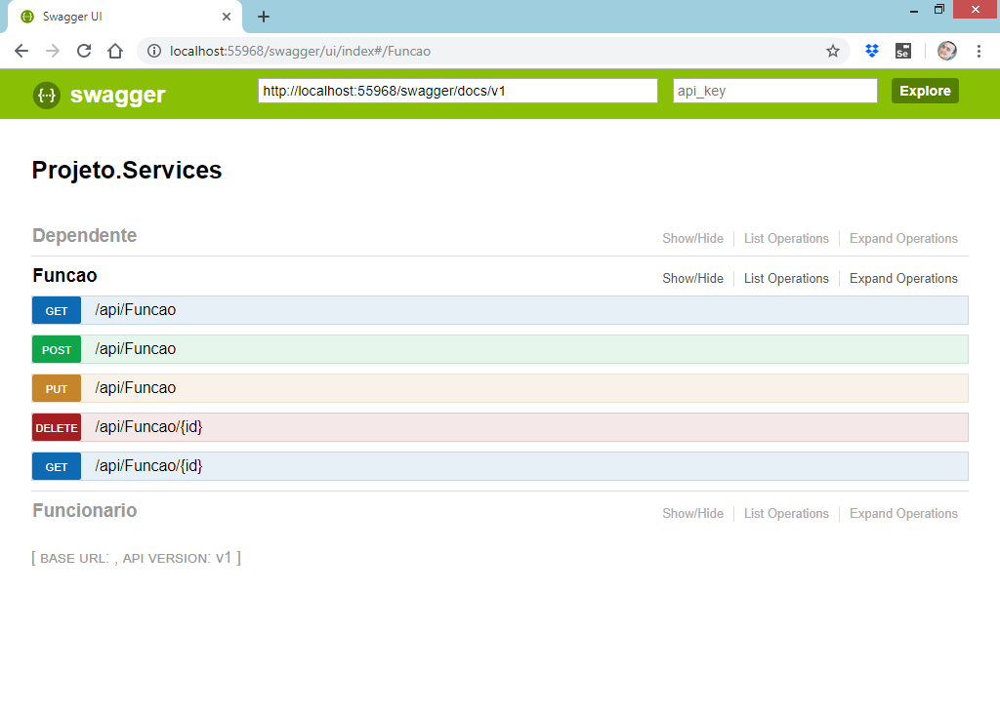 Swagger UI
localhost:55968/swagger/ui/index#/Funcao
Se
{··} swagger http://localhost:55968/swagger/docs/v1 api_key Explore
Projeto.Services
Dependente Show/Hide List Operations Expand Operations
Funcao Show/Hide List Operations Expand Operations
GET /api/Funcao
POST /api/Funcao
PUT /api/Funcao
DELETE /api/Funcao/{id}
GET /api/Funcao/{id}
Funcionario Show/Hide List Operations Expand Operations
[ BASE URL: , API VERSION: v1 ]